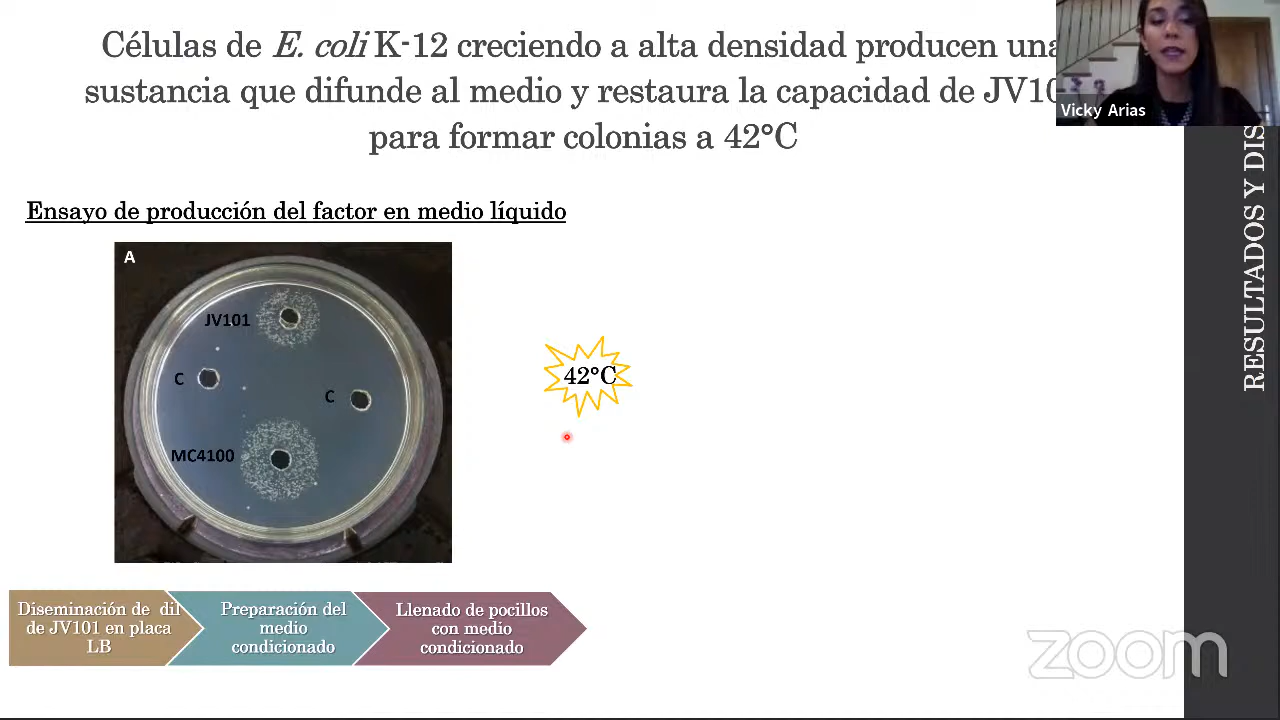 Células de E. coli K-12 creciendo a alta densidad producen una
sustancia que difunde al medio y restaura la capacidad de
para formar colonias a 42°C
Vicky Arias
RESULTADOS Y
Ensayo de producción del factor en medio líquido
A
JV101
C
C
MC4100
42°C
Diseminación de dil
de JV101 en placa
LB
Preparación del
medio
condicionado
Llenado de pocillos
con medio
condicionado
zoom